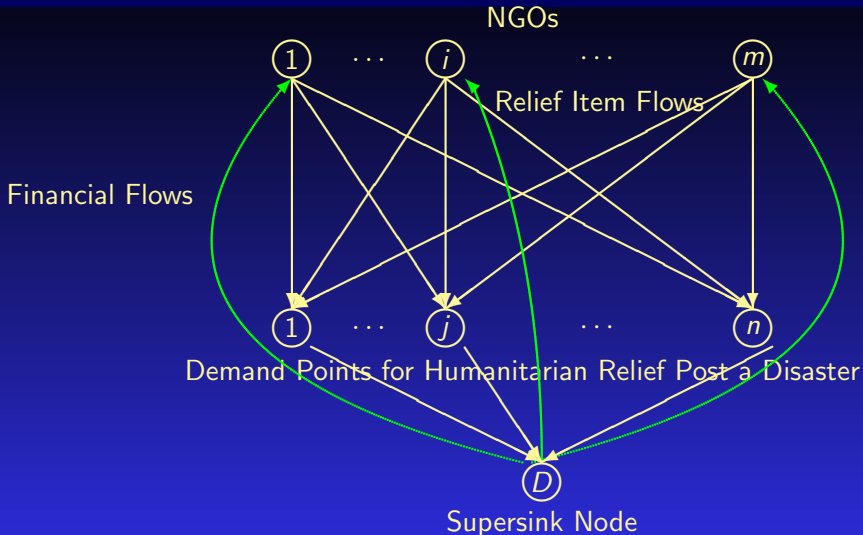 NGOs
1 ··· i ··· m
Relief Item Flows
Financial Flows
1 ··· j ··· n
Demand Points for Humanitarian Relief Post a Disaster
D
Supersink Node